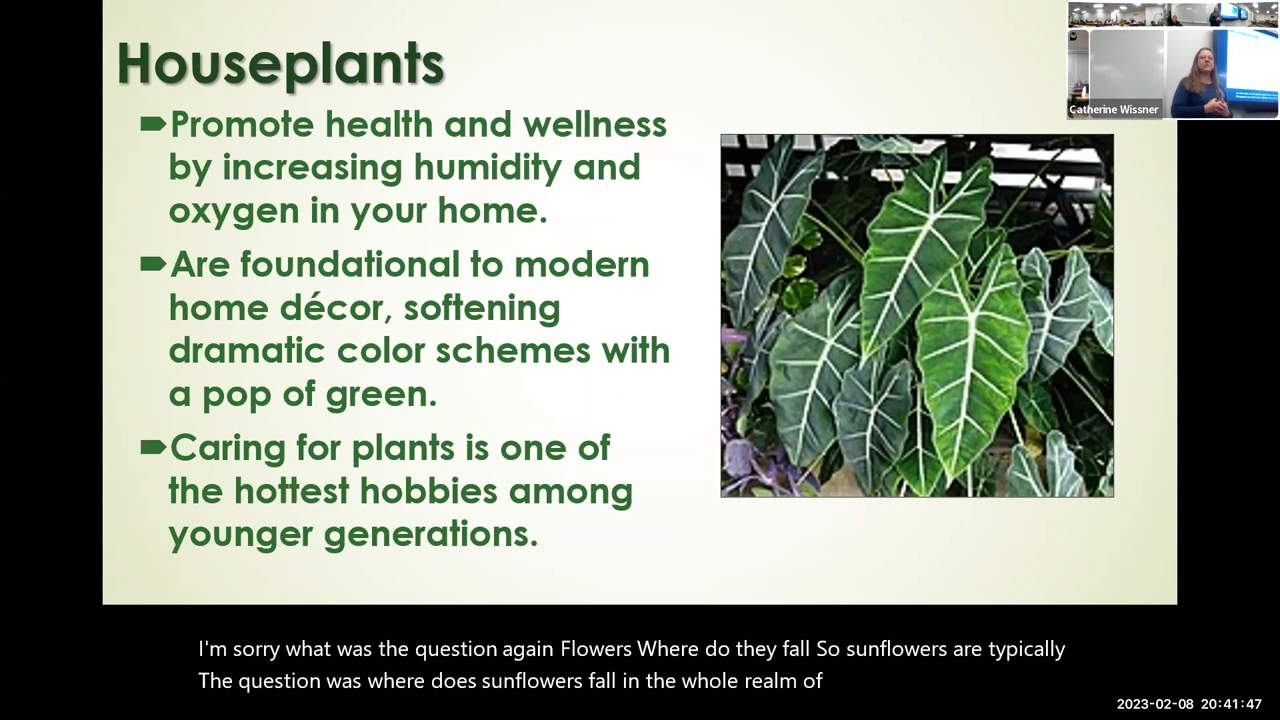 Houseplants
Promote health and wellness
by increasing humidity and
oxygen in your home.
Are foundational to modern
home décor, softening
dramatic color schemes with
a pop of green.
Caring for plants is one of
the hottest hobbies among
younger generations.
Catherine Wissner
I'm sorry what was the question again Flowers Where do they fall So sunflowers are typically
The question was where does sunflowers fall in the whole realm of
2023-02-08 20:41:47